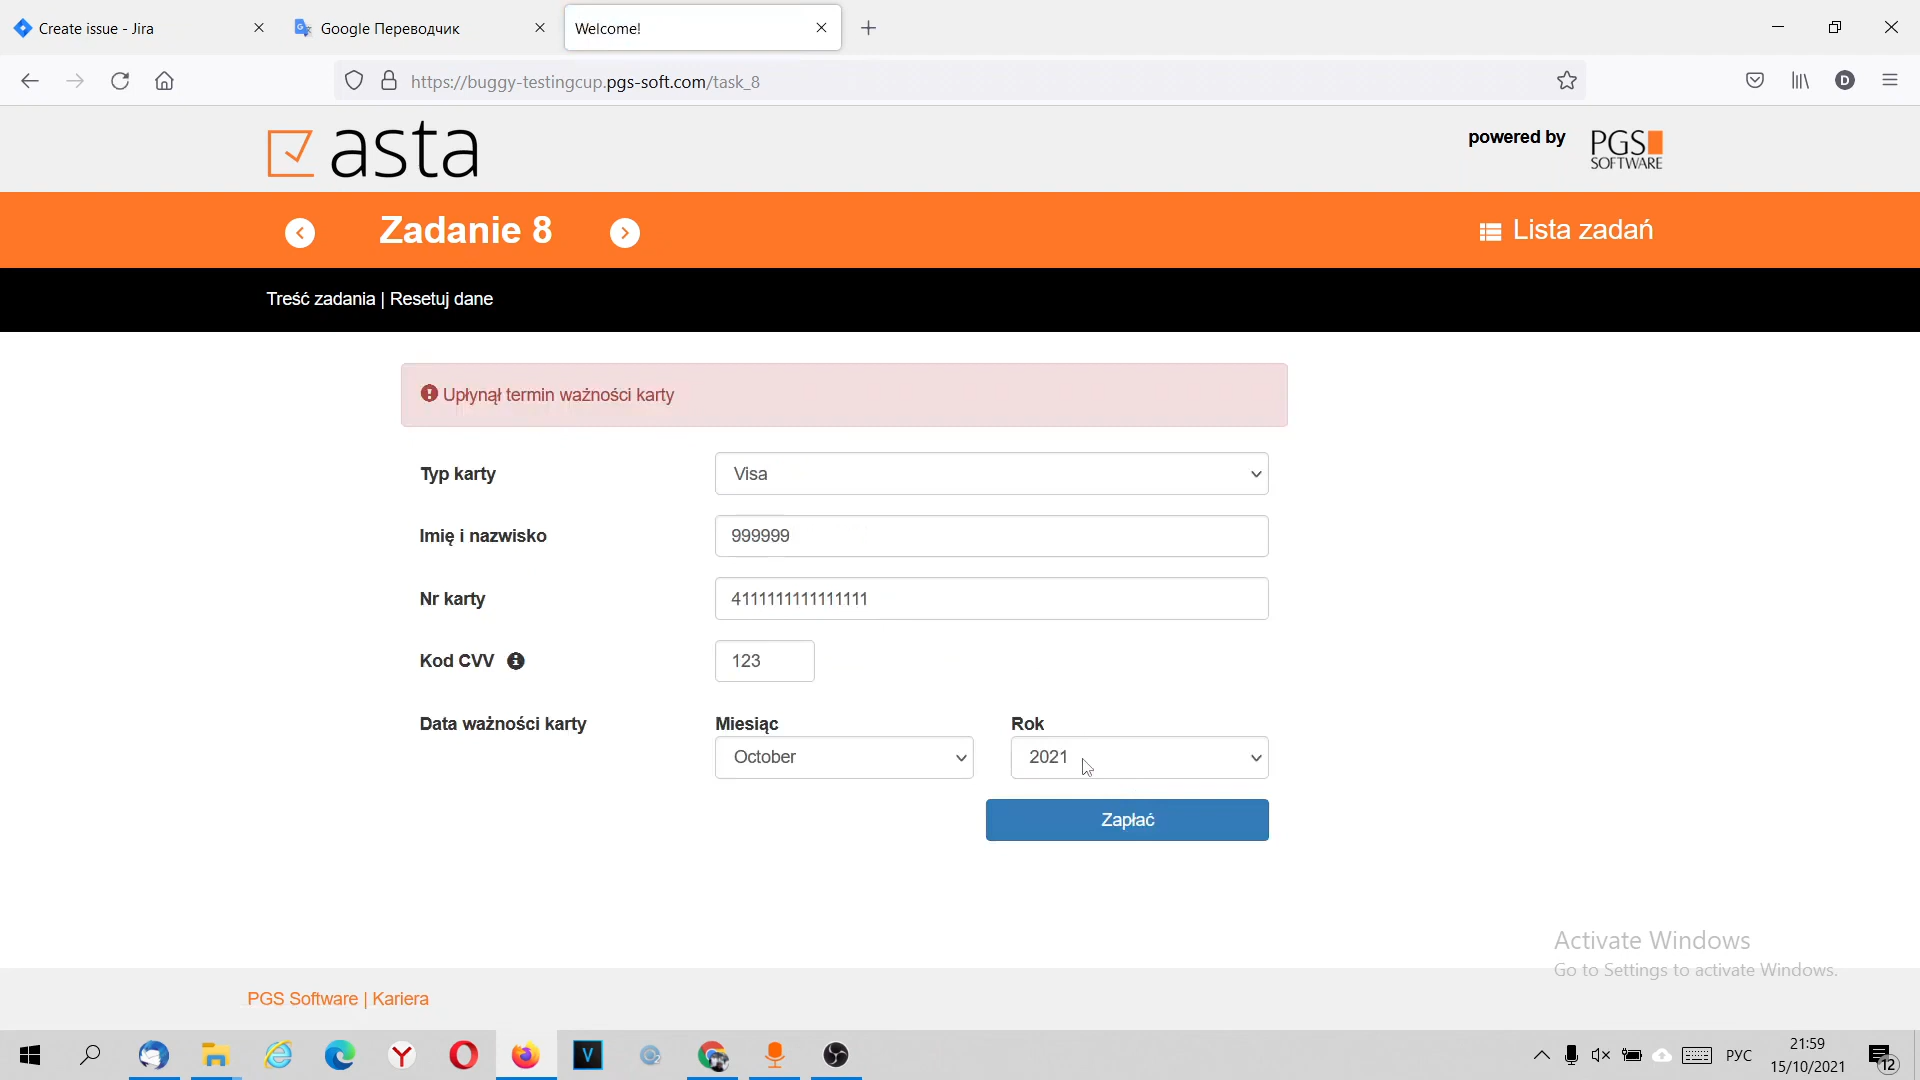 Create issue - Jira
Google Переводчик
Welcome!
https://buggy-testingcup.pgs-soft.com/task_8
D
asta
powered by
PGS
SOFTWARE
Zadanie 8
Lista zadań
Treść zadania | Resetuj dane
Upłynął termin ważności karty
Typ karty
Visa
Imię i nazwisko
999999
Nr karty
4111111111111111
Kod CVV
123
Data ważności karty
Miesiąc
Rok
October
2021
Zapłać
Activate Windows
Go to Settings to activate Windows.
PGS Software | Kariera
РУС
21:59
15/10/2021
12